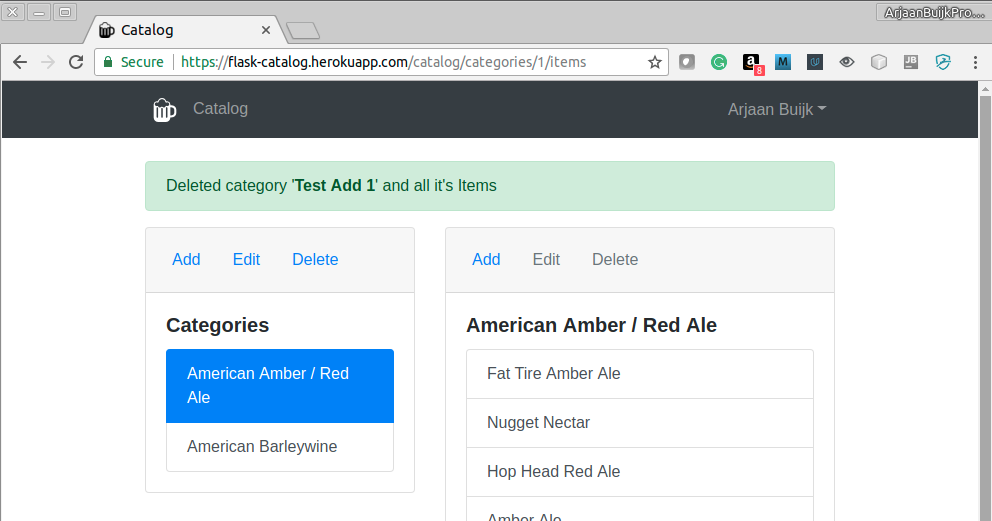 ArjaanBuijkPro...
Catalog
Secure
https://flask-catalog.herokuapp.com/catalog/categories/1/items
a
8
M
JB
Catalog
Arjaan Buijk
Deleted category 'Test Add 1' and all it's Items
Add Edit Delete
Categories
American Amber / Red
Ale
American Barleywine
Add Edit Delete
American Amber / Red Ale
Fat Tire Amber Ale
Nugget Nectar
Hop Head Red Ale
Amber Ale